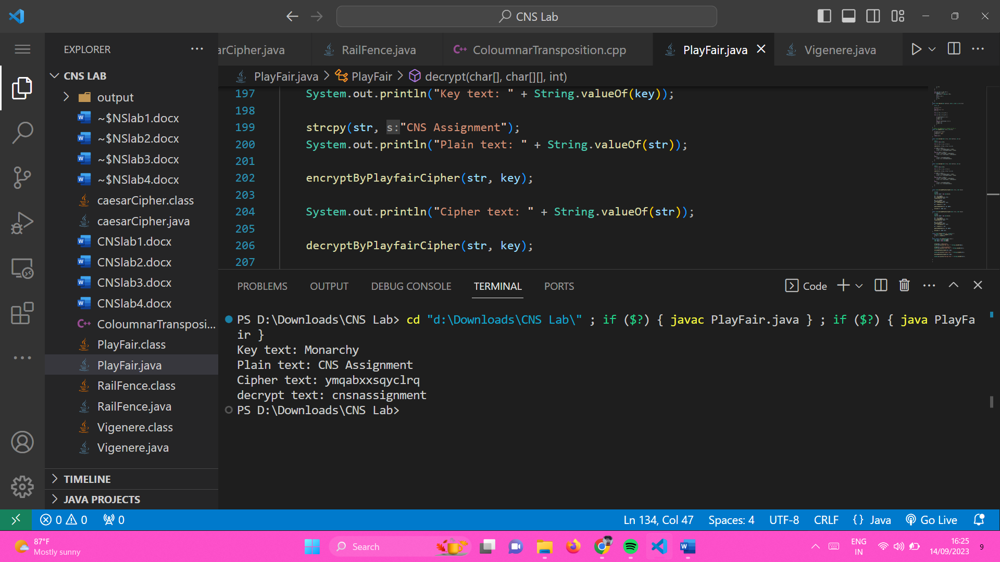 CNS Lab
EXPLORER
arCipher.java
RailFence.java
ColoumnarTransposition.cpp
PlayFair.java
Vigenere.java
CNS LAB
output
~$NSlab1.docx
~$NSlab2.docx
~$NSlab3.docx
~$NSlab4.docx
caesarCipher.class
caesarCipher.java
CNSlab1.docx
CNSlab2.docx
CNSlab3.docx
CNSlab4.docx
ColoumnarTransposi...
PlayFair.class
PlayFair.java
RailFence.class
RailFence.java
Vigenere.class
Vigenere.java
TIMELINE
JAVA PROJECTS
PlayFair.java > PlayFair > decrypt(char[], char[][], int)
197 System.out.println("Key text: " + String.valueOf(key));
198
199 strcpy(str, s:"CNS Assignment");
200 System.out.println("Plain text: " + String.valueOf(str));
201
202 encryptByPlayfairCipher(str, key);
203
204 System.out.println("Cipher text: " + String.valueOf(str));
205
206 decryptByPlayfairCipher(str, key);
207
PROBLEMS OUTPUT DEBUG CONSOLE TERMINAL PORTS
Code
PS D:\Downloads\CNS Lab> cd "d:\Downloads\CNS Lab\" ; if ($?) { javac PlayFair.java } ; if ($?) { java PlayFa
ir }
Key text: Monarchy
Plain text: CNS Assignment
Cipher text: ymqabxxsqyclrq
decrypt text: cnsnassignment
PS D:\Downloads\CNS Lab>
0 0 0
Ln 134, Col 47 Spaces: 4 UTF-8 CRLF {} Java Go Live
87°F
Mostly sunny
Search
ENG
IN
16:25
14/09/2023
9